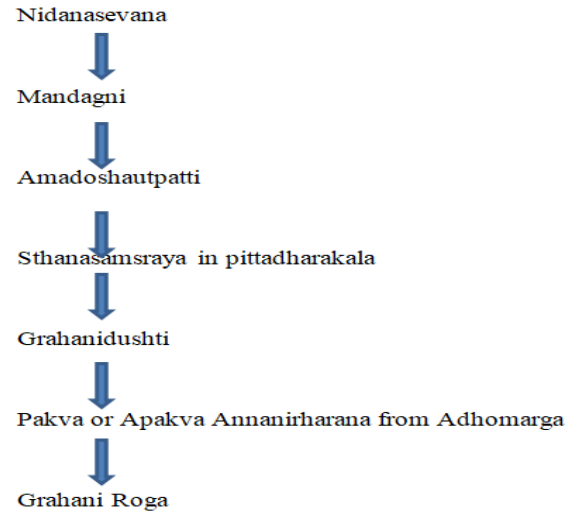 Nidanasevana
Mandagni
Amadoshautpatti
Sthanasamsraya in pittadharakala
Grahanidushti
Pakva or Apakva Annanirharana from Adhomarga
Grahani Roga